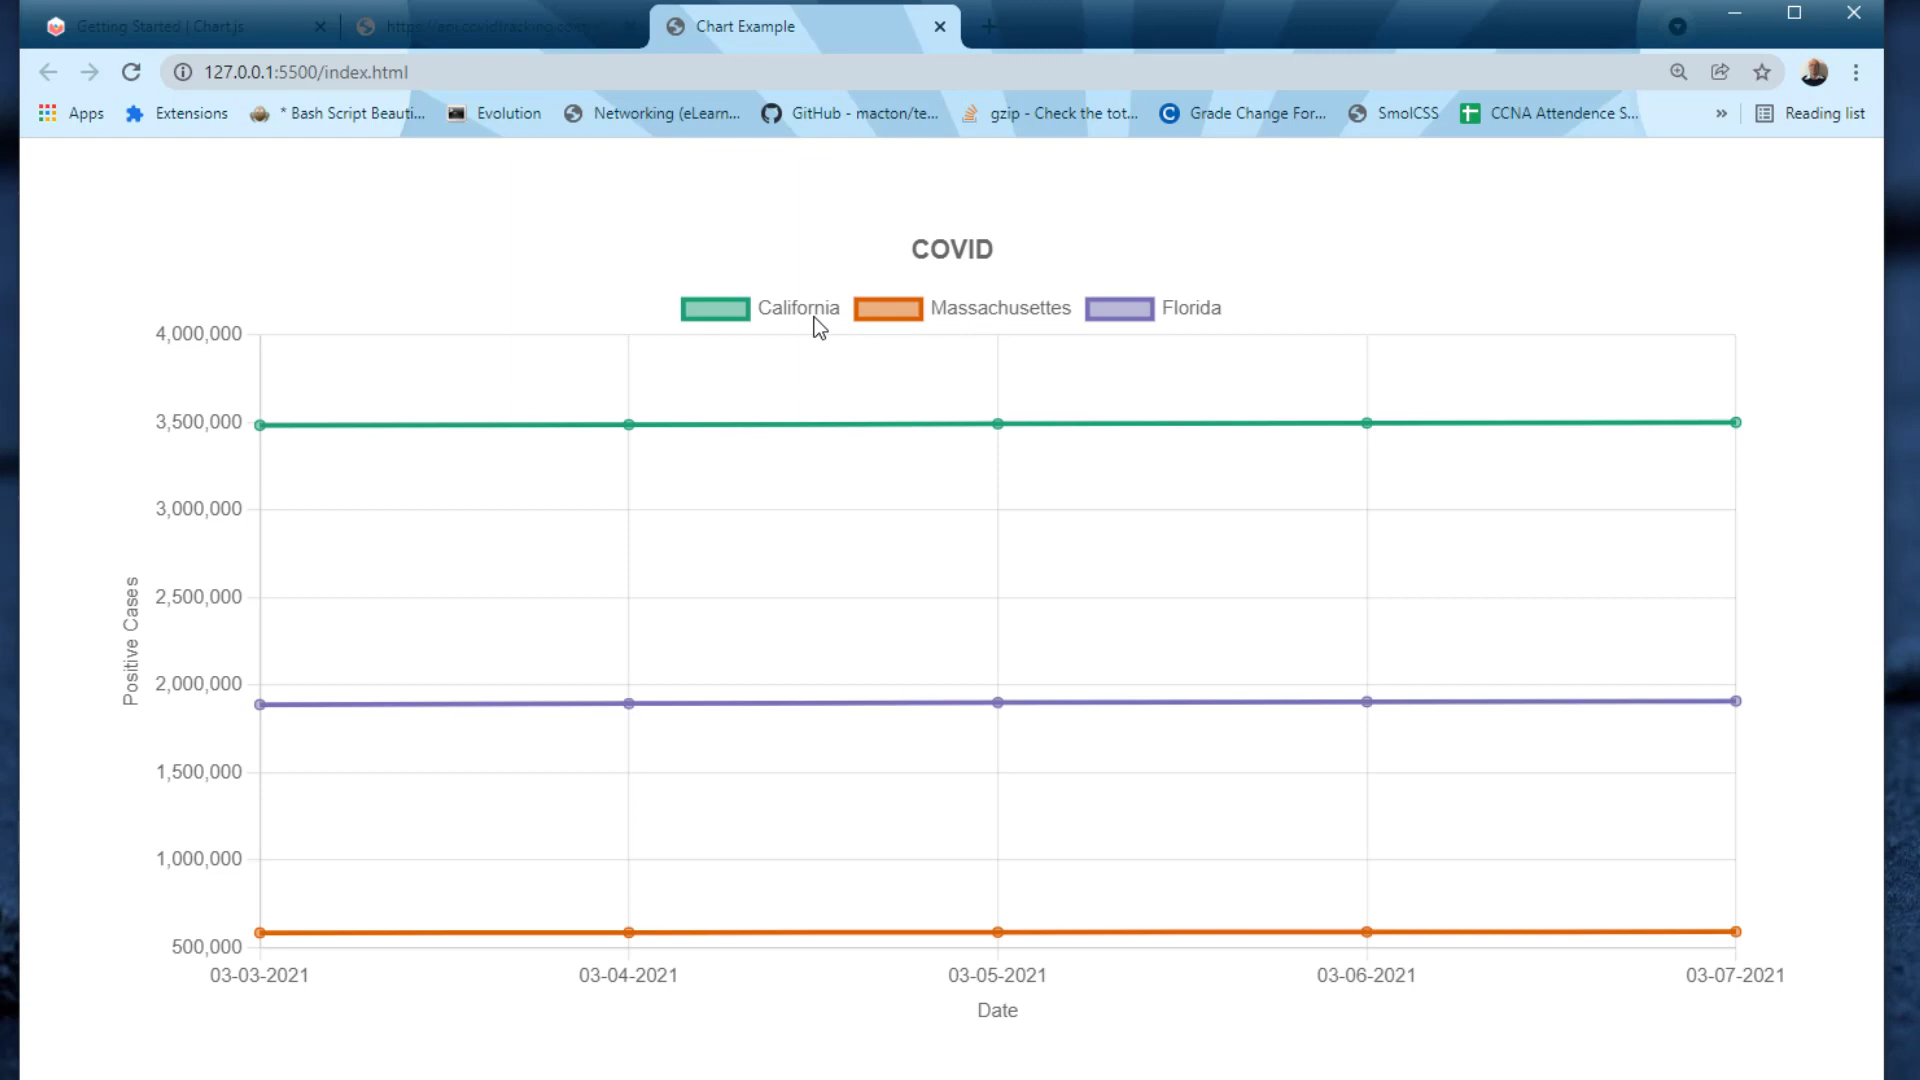 Getting Started | Chart.js
https://api.covidtracking.com
Chart Example
127.0.0.1:5500/index.html
Apps
Extensions
* Bash Script Beauti...
Evolution
Networking (eLearn...
GitHub - macton/te...
gzip - Check the tot...
Grade Change For...
SmolCSS
CCNA Attendence S...
»
Reading list
COVID
California
Massachusettes
Florida
4,000,000
3,500,000
3,000,000
2,500,000
2,000,000
1,500,000
1,000,000
500,000
Positive Cases
03-03-2021
03-04-2021
03-05-2021
03-06-2021
03-07-2021
Date